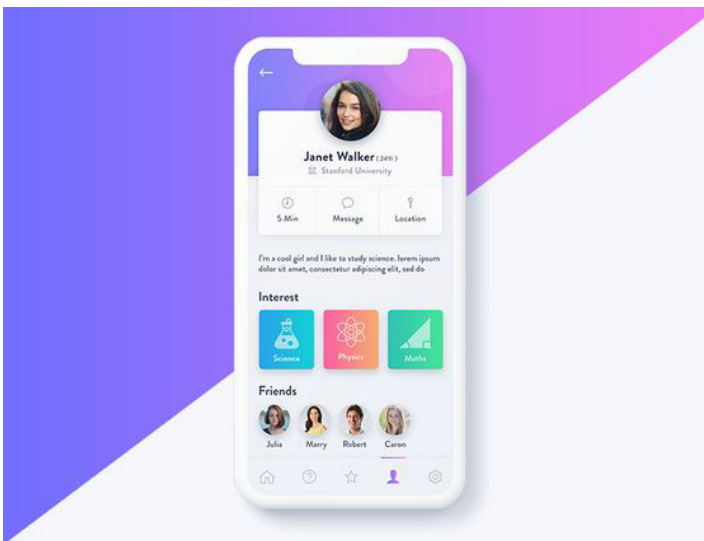 Janet Walker (24Yo)
Stanford University
5 Min
Message
Location
I'm a cool girl and I like to study science. lorem ipsum
dolor sit amet, consectetur adipiscing elit, sed do
Interest
Science
Physics
Maths
Friends
Julia
Marry
Robert
Caron